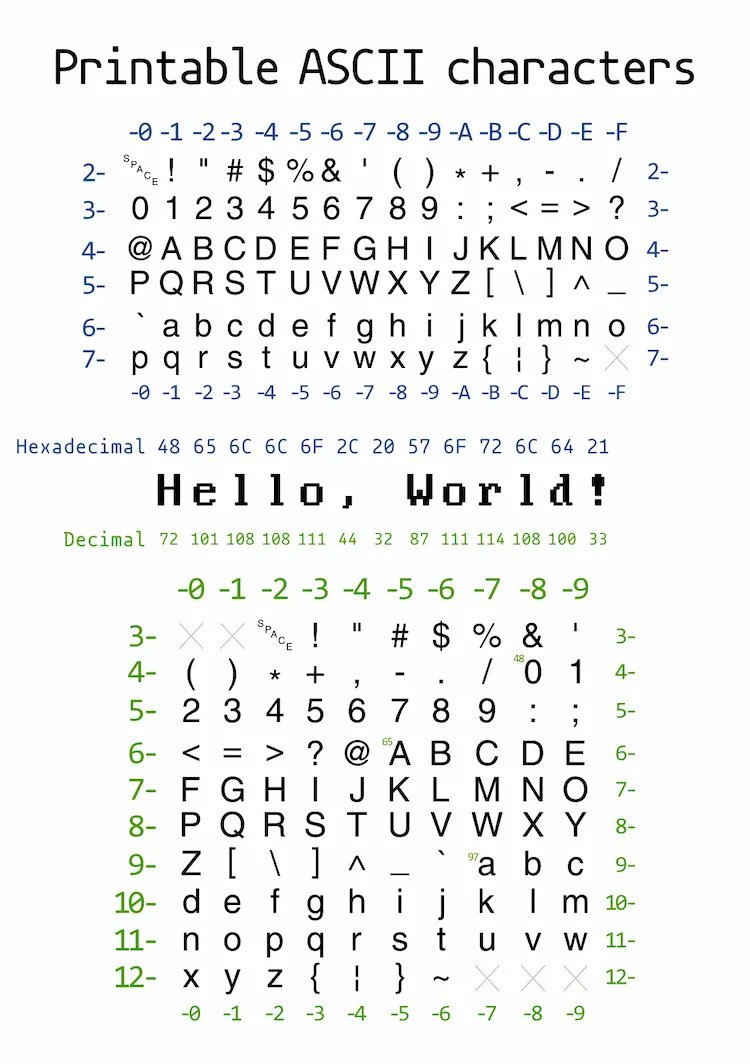 Printable ASCII characters
-0 -1 -2 -3 -4 -5 -6 -7 -8 -9 -A -B -C -D -E -F
2- SPACE ! " # $ % & ' ( ) * + , - . / 2-
3- 0 1 2 3 4 5 6 7 8 9 : ; < = > ? 3-
4- @ A B C D E F G H I J K L M N O 4-
5- P Q R S T U V W X Y Z [ \ ] ^ _ 5-
6- ` a b c d e f g h i j k l m n o 6-
7- p q r s t u v w x y z { ¦ } ~ 7-
-0 -1 -2 -3 -4 -5 -6 -7 -8 -9 -A -B -C -D -E -F
Hexadecimal 48 65 6C 6C 6F 2C 20 57 6F 72 6C 64 21
Hello, World!
Decimal 72 101 108 108 111 44 32 87 111 114 108 100 33
-0 -1 -2 -3 -4 -5 -6 -7 -8 -9
3- SPACE ! " # $ % & ' 3-
4- ( ) * + , - . / 48 0 1 4-
5- 2 3 4 5 6 7 8 9 : ; 5-
6- < = > ? @ 65 A B C D E 6-
7- F G H I J K L M N O 7-
8- P Q R S T U V W X Y 8-
9- Z [ \ ] ^ _ ` 97 a b c 9-
10- d e f g h i j k l m 10-
11- n o p q r s t u v w 11-
12- x y z { ¦ } ~ 12-
-0 -1 -2 -3 -4 -5 -6 -7 -8 -9